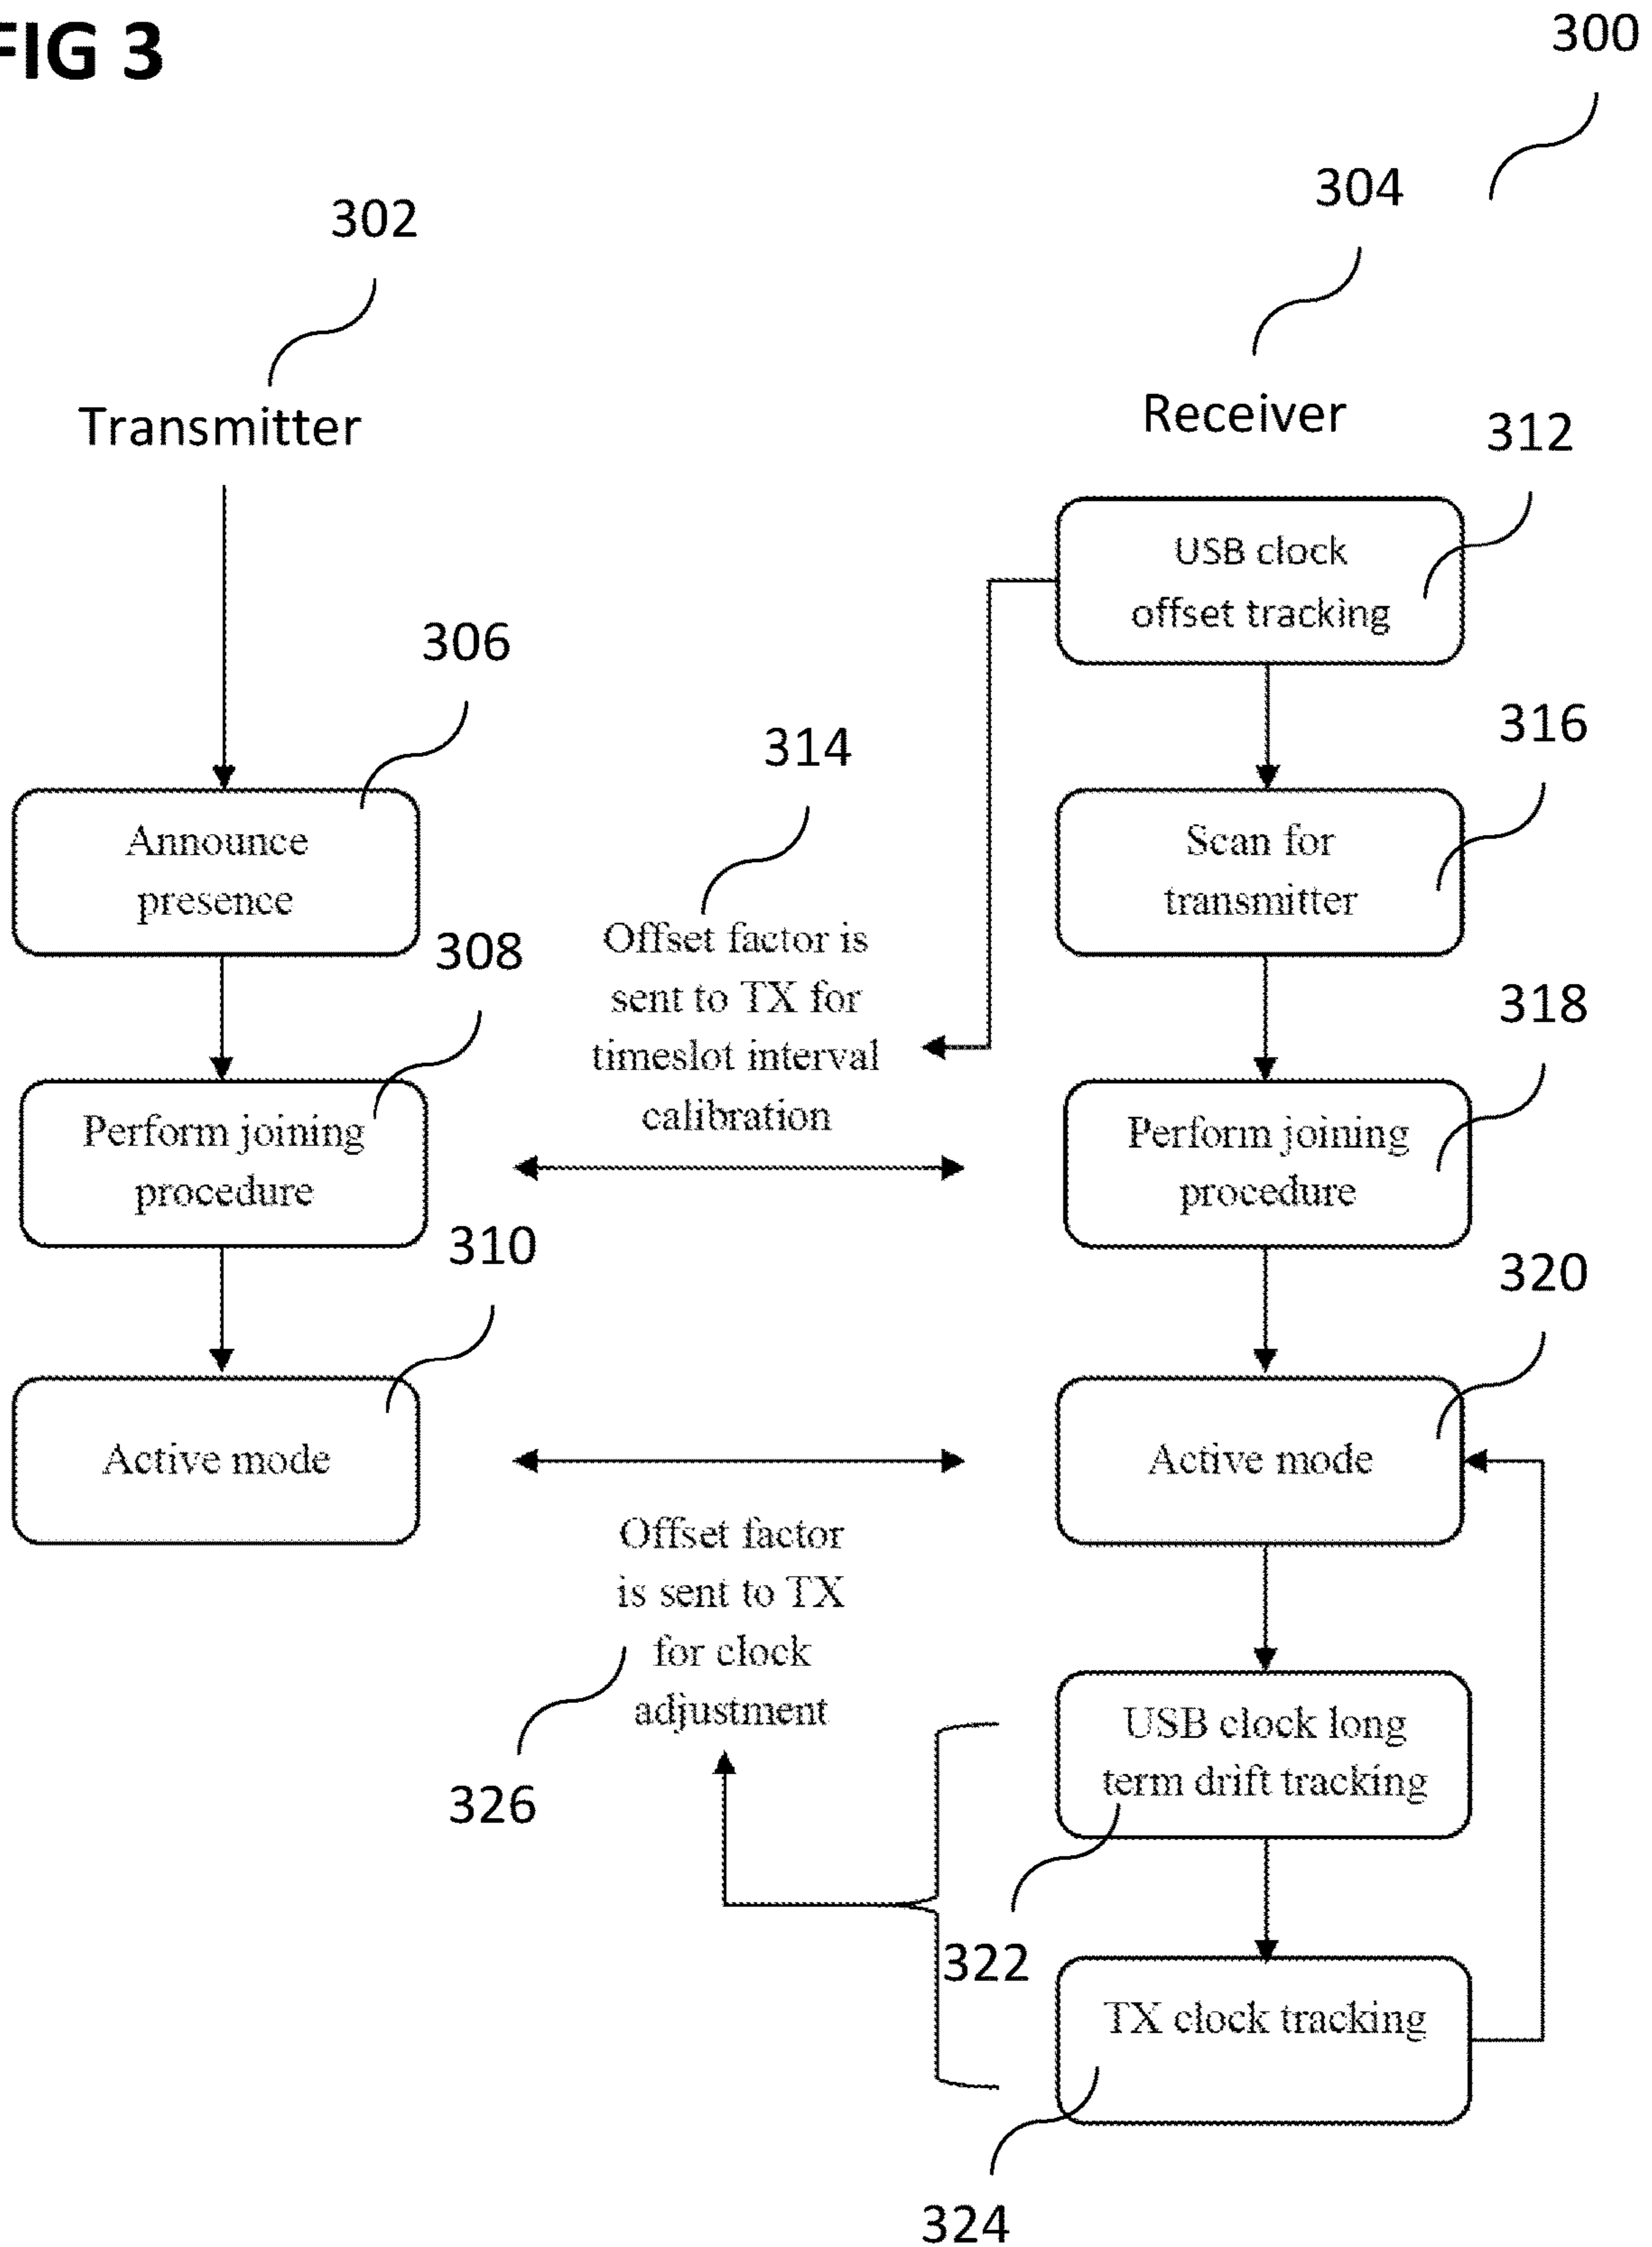 FIG 3
300
304
302
Receiver
Transmitter
312
USB clock
offset tracking
306
316
314
Announce
presence
Scan for
transmitter
308
Offset factor is
sent to TX for
timeslot interval
calibration
318
Perform joining
procedure
Perform joining
procedure
310
320
Active mode
Active mode
Offset factor
is sent to TX
for clock
adjustment
326
USB clock long
term drift tracking
322
TX clock tracking
324